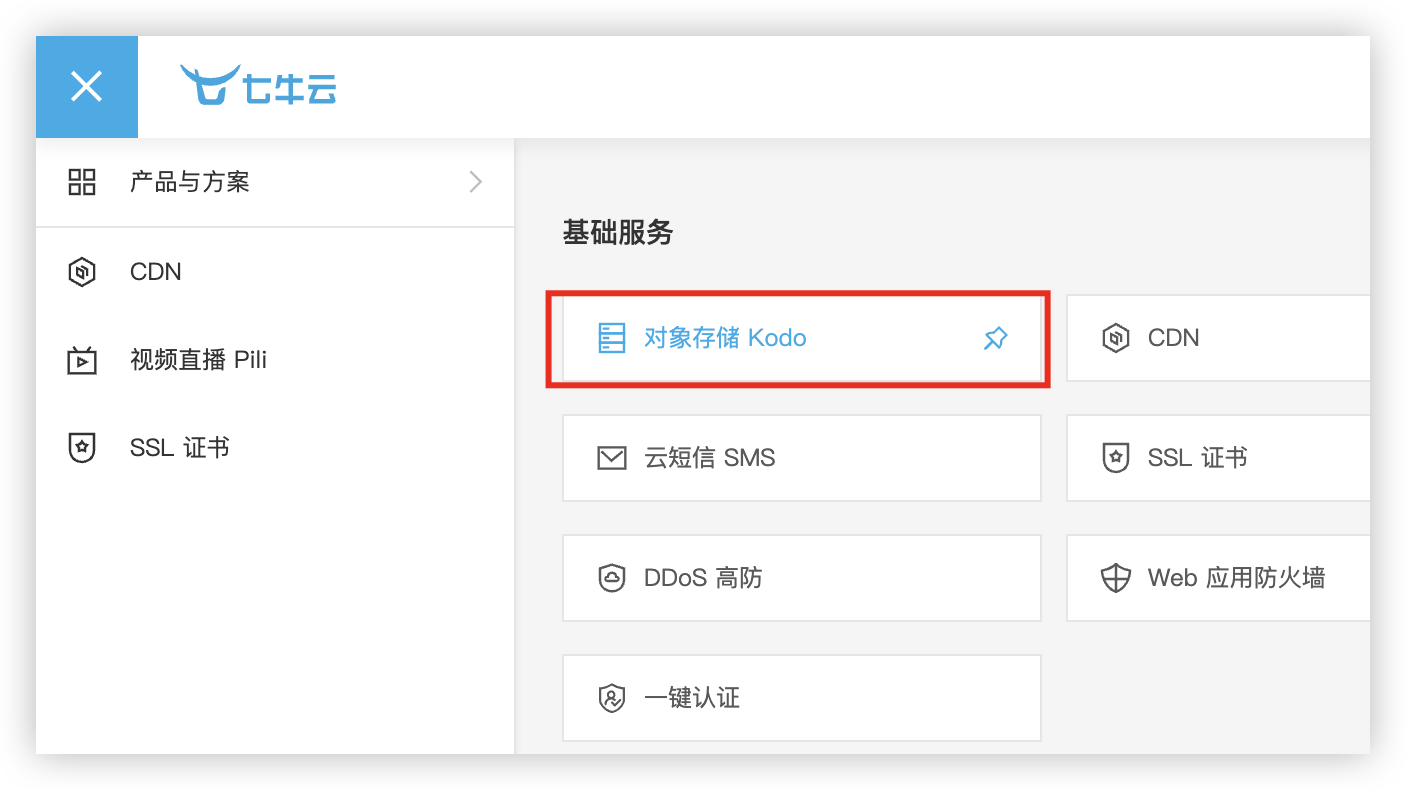 七牛云
产品与方案
CDN
视频直播 Pili
SSL 证书
基础服务
对象存储 Kodo
CDN
云短信 SMS
SSL 证书
DDoS 高防
Web 应用防火墙
一键认证